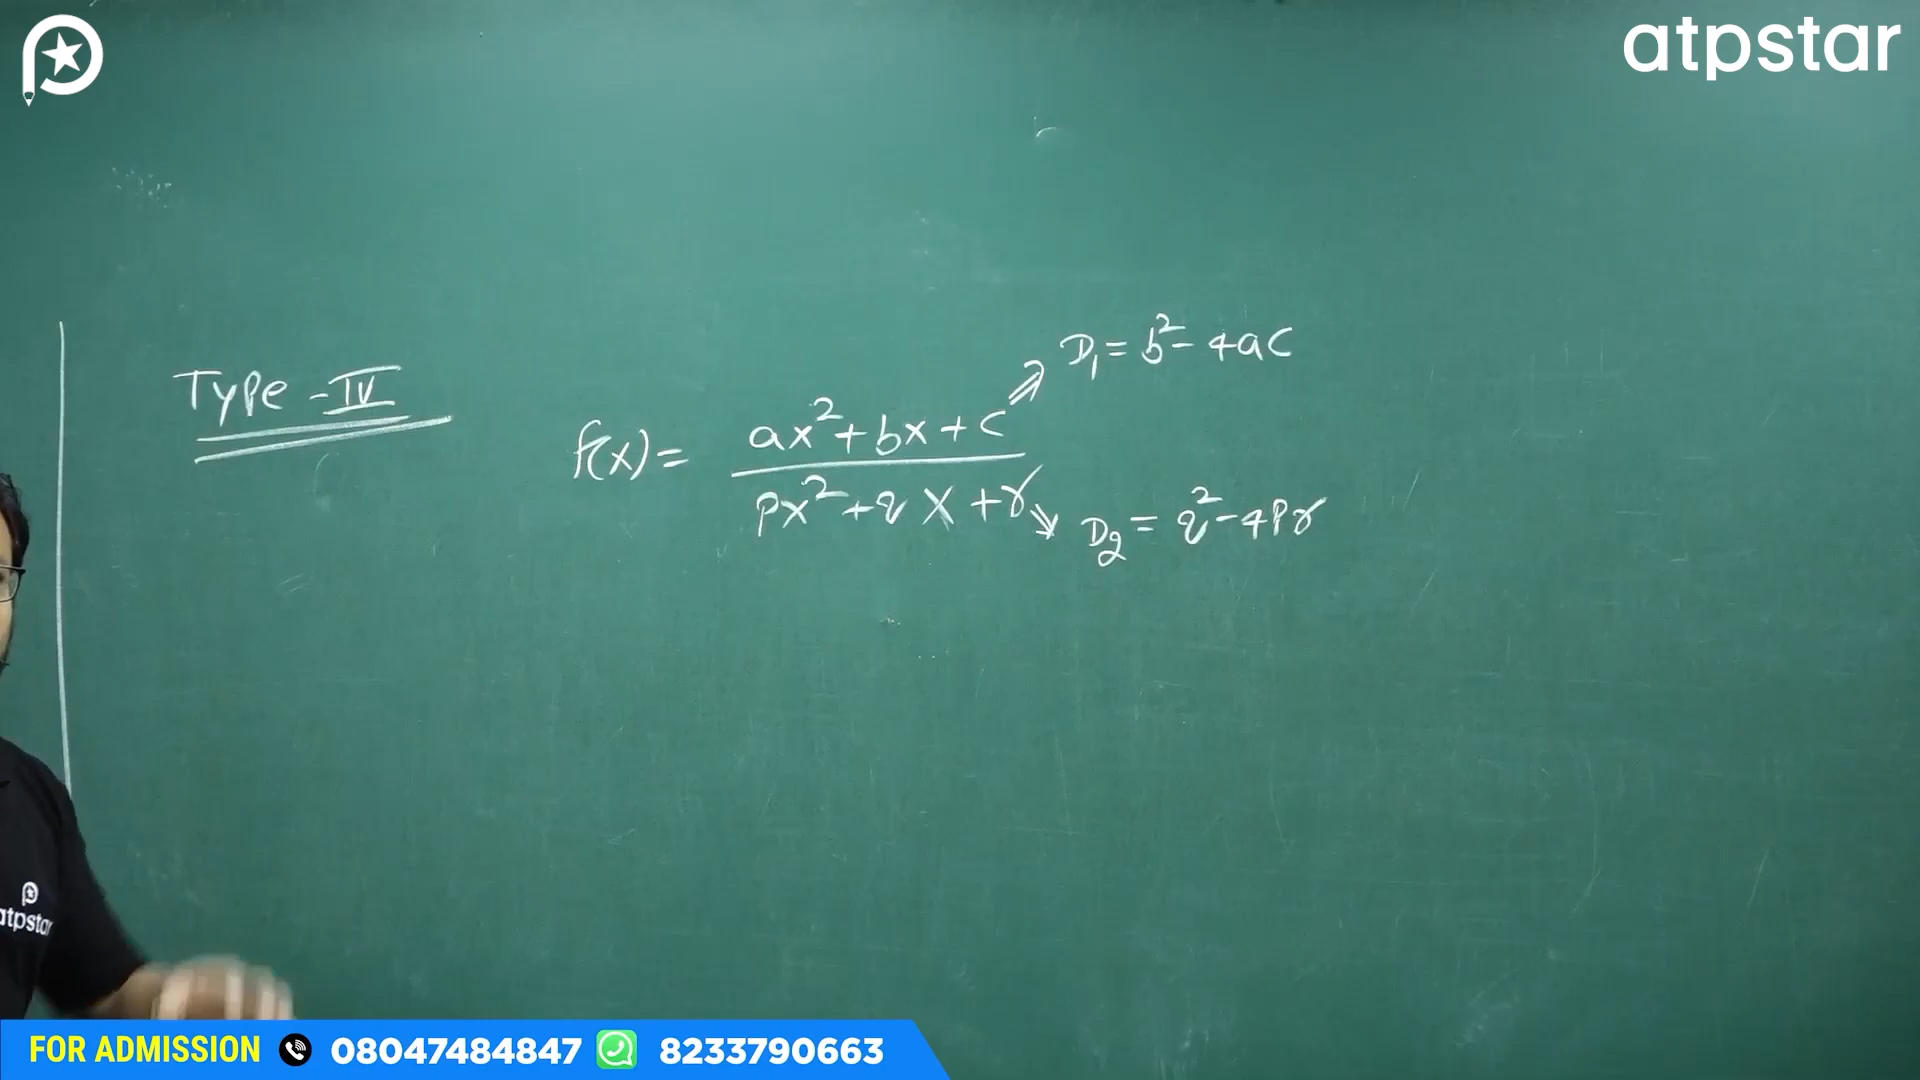 atpstar
D₁ = b² - 4ac
Type - IV
f(x) = (ax² + bx + c) / (px² + qx + r)
D₂ = q² - 4pr
atpstar
FOR ADMISSION 08047484847 8233790663